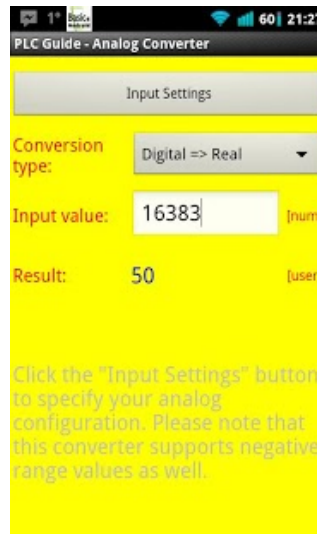 1° 60 21:27
PLC Guide - Analog Converter
Input Settings
Conversion
type:
Digital => Real
Input value:
16383
[num
Result:
50
[user
Click the "Input Settings" button
to specify your analog
configuration. Please note that
this converter supports negative
range values as well.